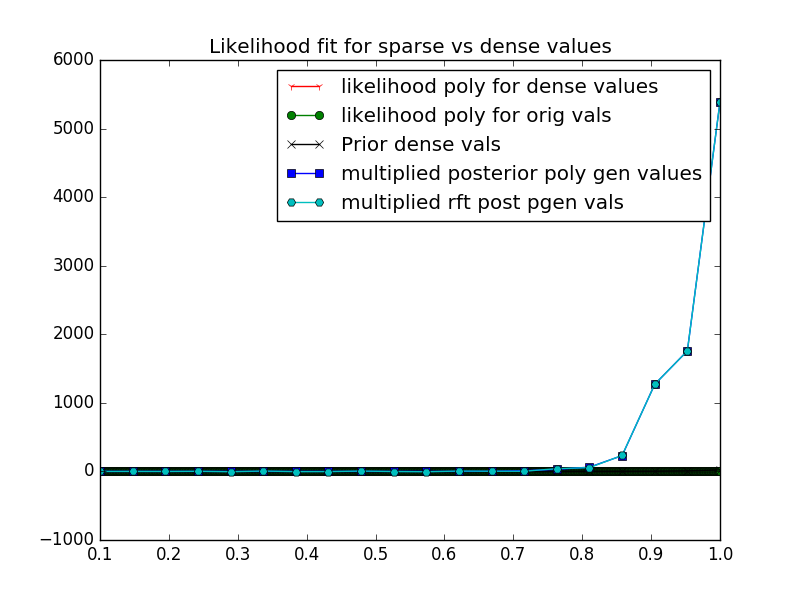 Likelihood fit for sparse vs dense values
6000
5000
4000
3000
2000
1000
0
−1000
likelihood poly for dense values
likelihood poly for orig vals
Prior dense vals
multiplied posterior poly gen values
multiplied rft post pgen vals
0.1 0.2 0.3 0.4 0.5 0.6 0.7 0.8 0.9 1.0